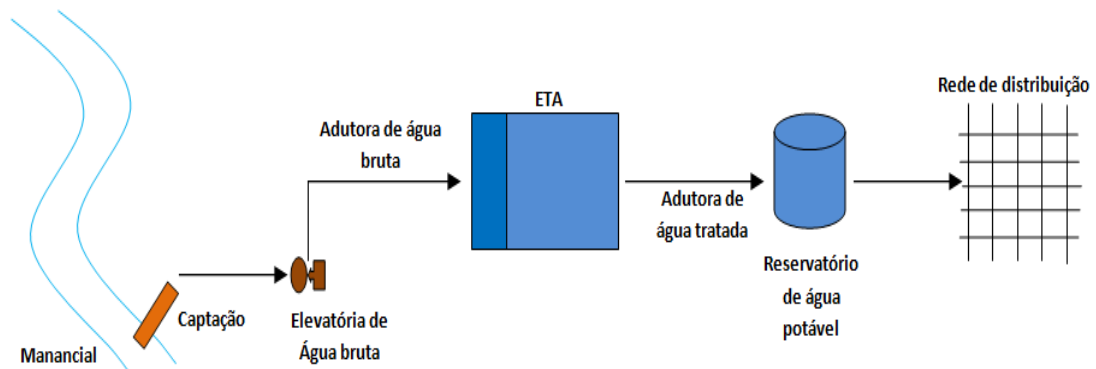 Manancial
Captação
Elevatória de
Água bruta
Adutora de água
bruta
ETA
Adutora de
água tratada
Reservatório
de água
potável
Rede de distribuição